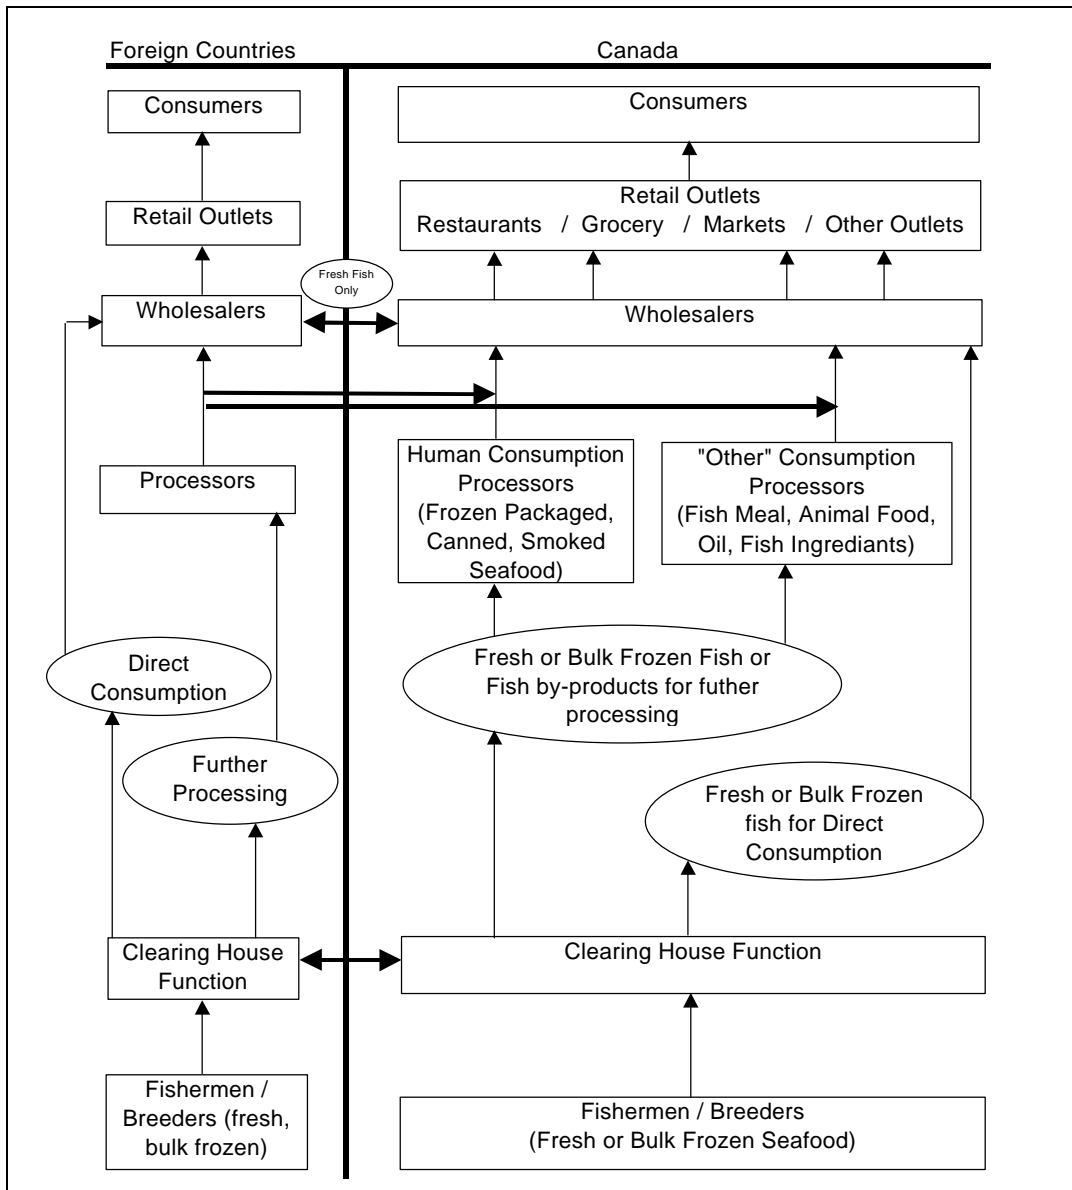 Foreign Countries
Canada
Consumers
Consumers
Retail Outlets
Retail Outlets
Restaurants / Grocery / Markets / Other Outlets
Fresh Fish
Only
Wholesalers
Wholesalers
Processors
Human Consumption
Processors
(Frozen Packaged,
Canned, Smoked
Seafood)
"Other" Consumption
Processors
(Fish Meal, Animal Food,
Oil, Fish Ingrediants)
Direct
Consumption
Fresh or Bulk Frozen Fish or
Fish by-products for futher
processing
Further
Processing
Fresh or Bulk Frozen
fish for Direct
Consumption
Clearing House
Function
Clearing House Function
Fishermen /
Breeders (fresh,
bulk frozen)
Fishermen / Breeders
(Fresh or Bulk Frozen Seafood)